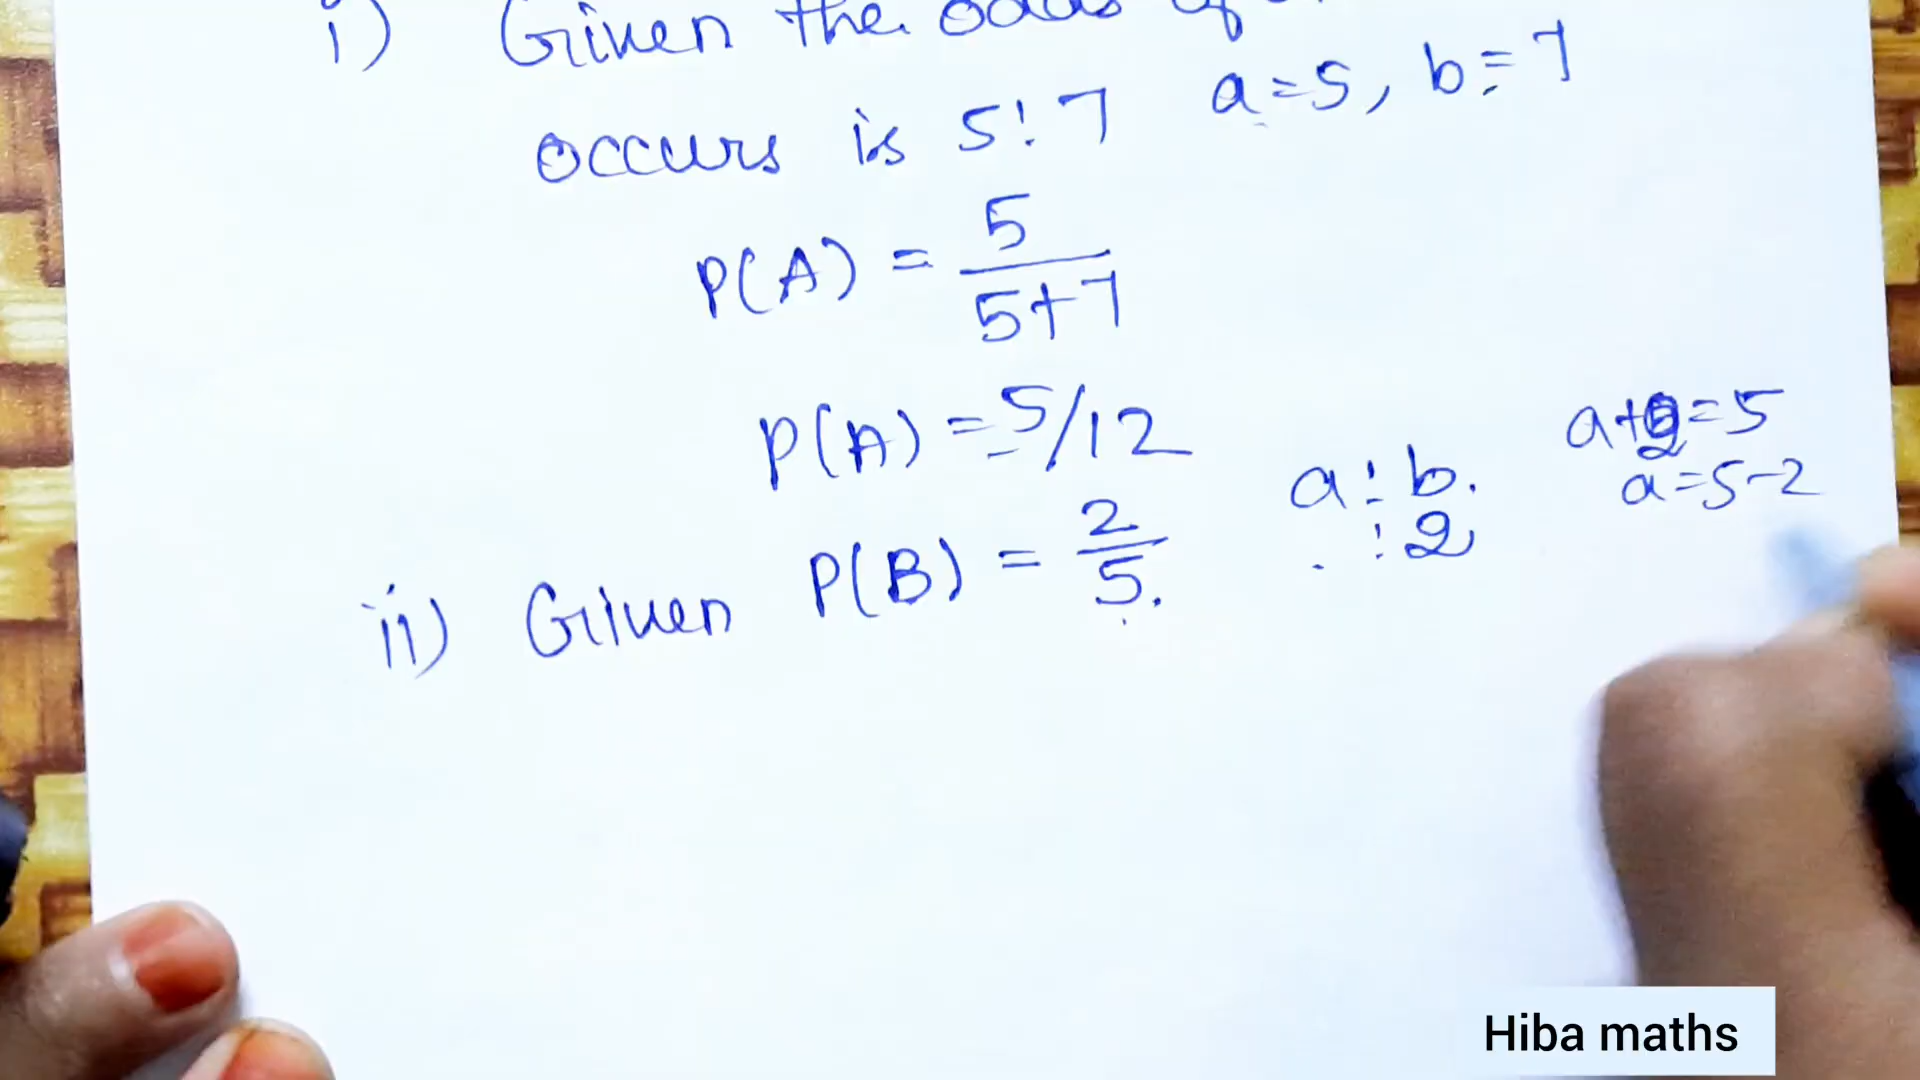 i) Given the odds
occurs is 5:7 a=5, b=7
P(A) = 5/5+7
P(A) = 5/12
a:b.
:2
a+2=5
a=5-2
ii) Given P(B) = 2/5.
Hiba maths